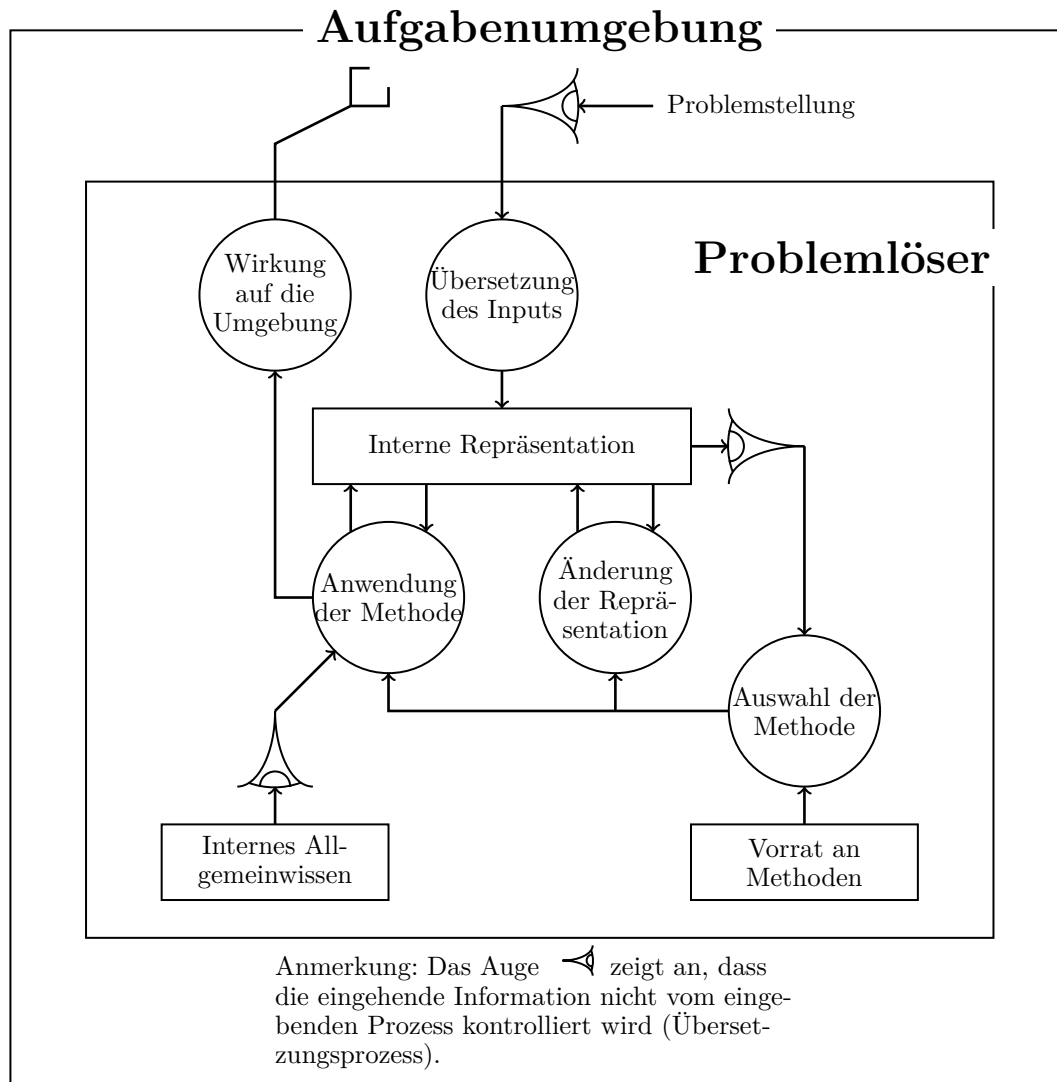 Aufgabenumgebung
Problemstellung
Problemlöser
Wirkung
auf die
Umgebung
Übersetzung
des Inputs
Interne Repräsentation
Anwendung
der Methode
Änderung
der Reprä-
sentation
Auswahl der
Methode
Internes All-
gemeinwissen
Vorrat an
Methoden
Anmerkung: Das Auge zeigt an, dass
die eingehende Information nicht vom einge-
benden Prozess kontrolliert wird (Überset-
zungsprozess).